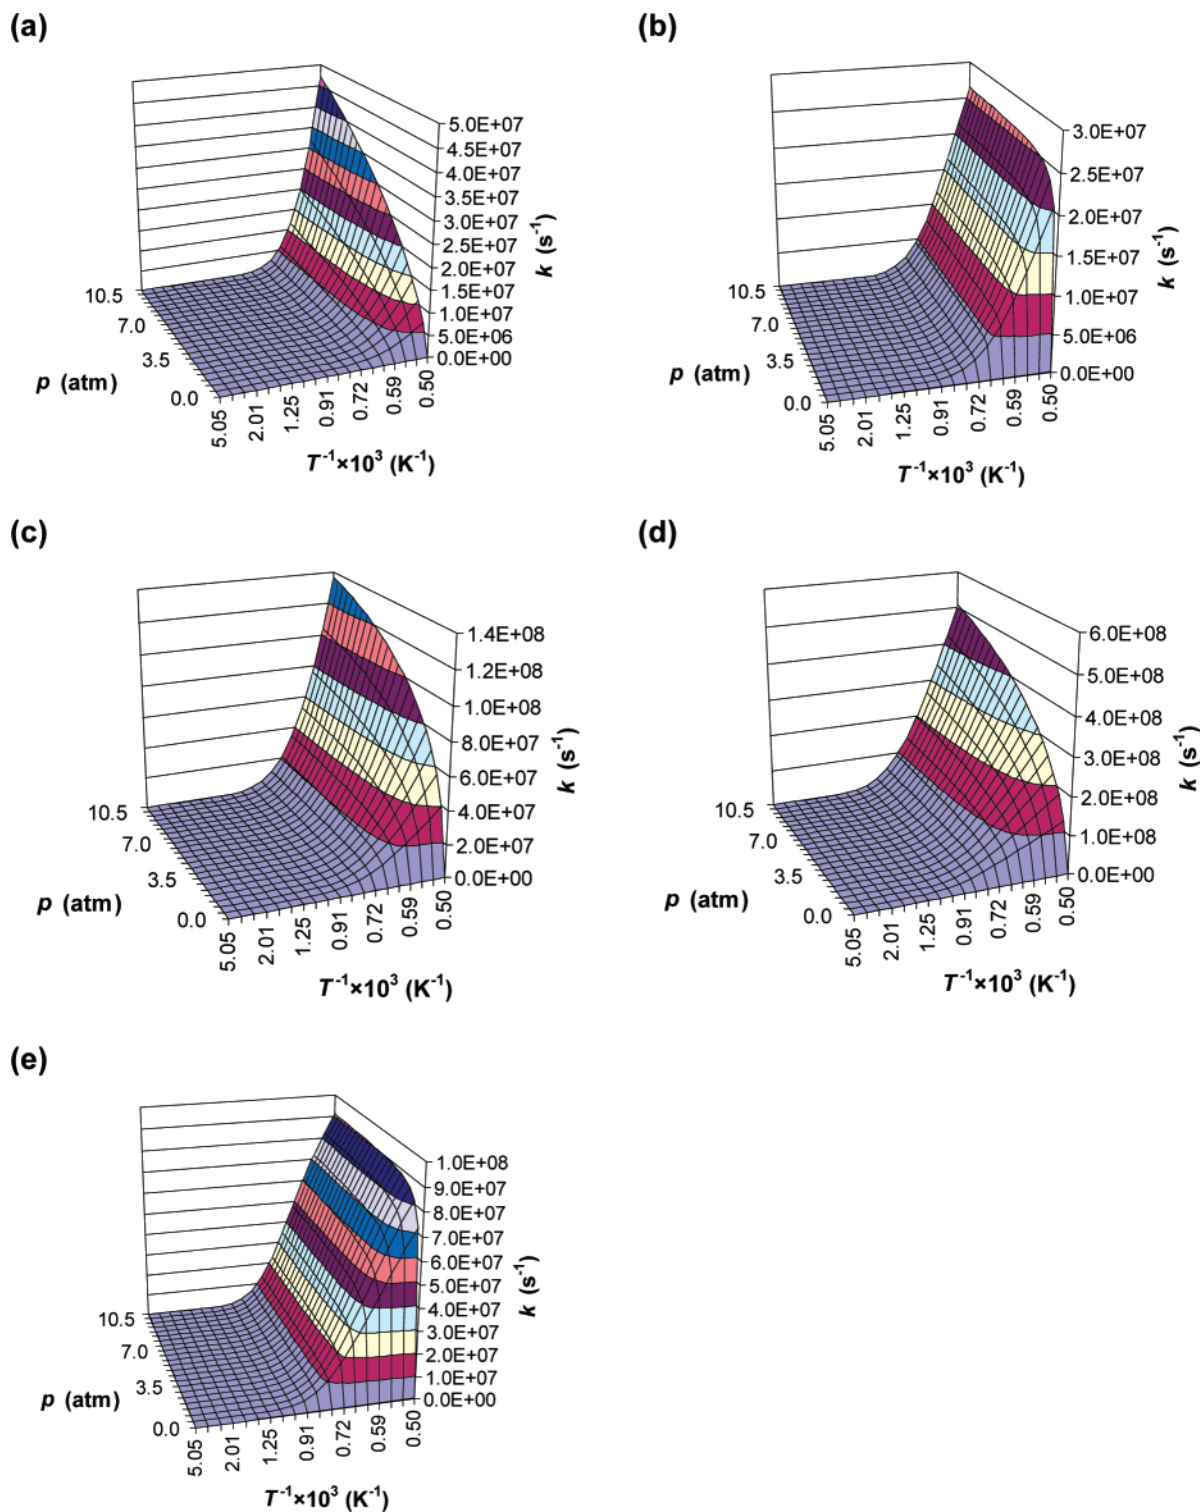 (a)
5.0E+07
4.5E+07
4.0E+07
3.5E+07
3.0E+07
2.5E+07
2.0E+07
1.5E+07
1.0E+07
5.0E+06
0.0E+00
k (s⁻¹)
10.5
7.0
3.5
0.0
p (atm)
5.05 2.01 1.25 0.91 0.72 0.59 0.50
T⁻¹×10³ (K⁻¹)
(b)
3.0E+07
2.5E+07
2.0E+07
1.5E+07
1.0E+07
5.0E+06
0.0E+00
k (s⁻¹)
10.5
7.0
3.5
0.0
p (atm)
5.05 2.01 1.25 0.91 0.72 0.59 0.50
T⁻¹×10³ (K⁻¹)
(c)
1.4E+08
1.2E+08
1.0E+08
8.0E+07
6.0E+07
4.0E+07
2.0E+07
0.0E+00
k (s⁻¹)
10.5
7.0
3.5
0.0
p (atm)
5.05 2.01 1.25 0.91 0.72 0.59 0.50
T⁻¹×10³ (K⁻¹)
(d)
6.0E+08
5.0E+08
4.0E+08
3.0E+08
2.0E+08
1.0E+08
0.0E+00
k (s⁻¹)
10.5
7.0
3.5
0.0
p (atm)
5.05 2.01 1.25 0.91 0.72 0.59 0.50
T⁻¹×10³ (K⁻¹)
(e)
1.0E+08
9.0E+07
8.0E+07
7.0E+07
6.0E+07
5.0E+07
4.0E+07
3.0E+07
2.0E+07
1.0E+07
0.0E+00
k (s⁻¹)
10.5
7.0
3.5
0.0
p (atm)
5.05 2.01 1.25 0.91 0.72 0.59 0.50
T⁻¹×10³ (K⁻¹)